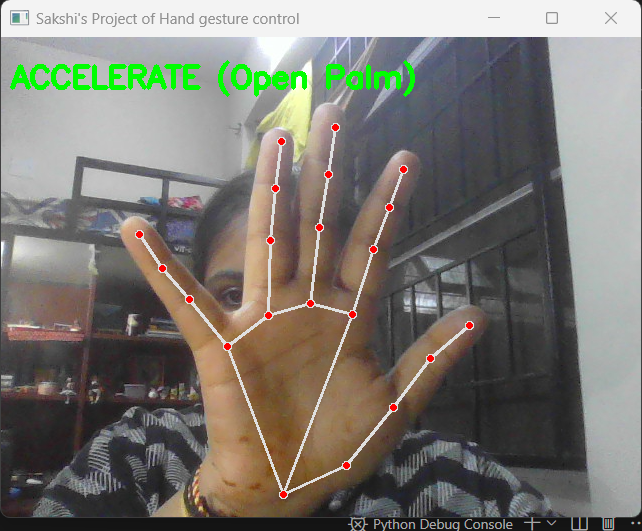 Sakshi's Project of Hand gesture control
ACCELERATE (Open Palm)
Python Debug Console